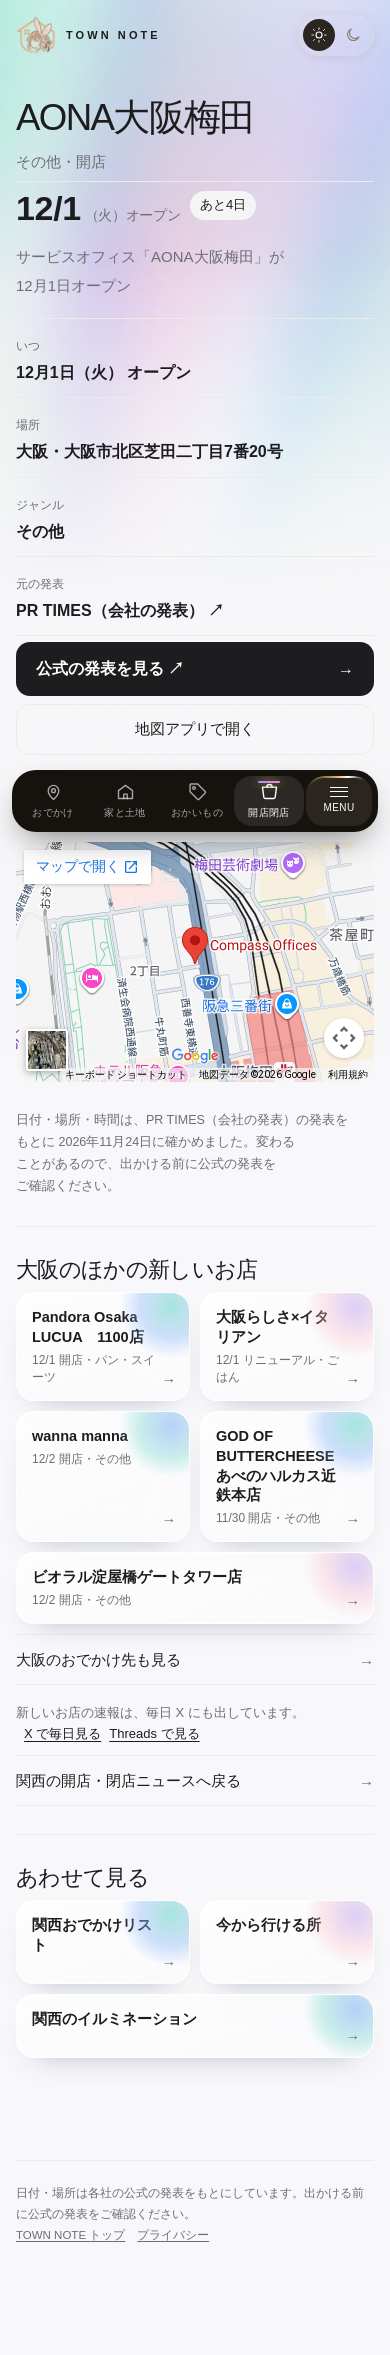 TOWN NOTE
AONA大阪梅田
その他・開店
12/1 （火）オープン あと4日
サービスオフィス「AONA大阪梅田」が
12月1日オープン
いつ
12月1日（火） オープン
場所
大阪・大阪市北区芝田二丁目7番20号
ジャンル
その他
元の発表
PR TIMES（会社の発表） ↗
公式の発表を見る ↗ →
地図アプリで開く
おでかけ 家と土地 おかいもの 開店閉店 MENU
マップで開く
梅田芸術劇場
茶屋町
Compass Offices
2丁目
176
阪急三番街
万歳橋筋
済生会病院西通線
牛丸町筋
西善寺東横
Google
キーボード ショートカット 地図データ ©2026 Google 利用規約
日付・場所・時間は、PR TIMES（会社の発表）の発表を
もとに 2026年11月24日に確かめました。変わる
ことがあるので、出かける前に公式の発表を
ご確認ください。
大阪のほかの新しいお店
Pandora Osaka
LUCUA 1100店
12/1 開店・パン・スイ
ーツ →
大阪らしさ×イタ
リアン
12/1 リニューアル・ご
はん →
wanna manna
12/2 開店・その他
→
GOD OF
BUTTERCHEESE
あべのハルカス近
鉄本店
11/30 開店・その他 →
ビオラル淀屋橋ゲートタワー店
12/2 開店・その他 →
大阪のおでかけ先も見る →
新しいお店の速報は、毎日 X にも出しています。
X で毎日見る Threads で見る
関西の開店・閉店ニュースへ戻る →
あわせて見る
関西おでかけリス
ト →
今から行ける所
→
関西のイルミネーション
→
日付・場所は各社の公式の発表をもとにしています。出かける前
に公式の発表をご確認ください。
TOWN NOTE トップ プライバシー